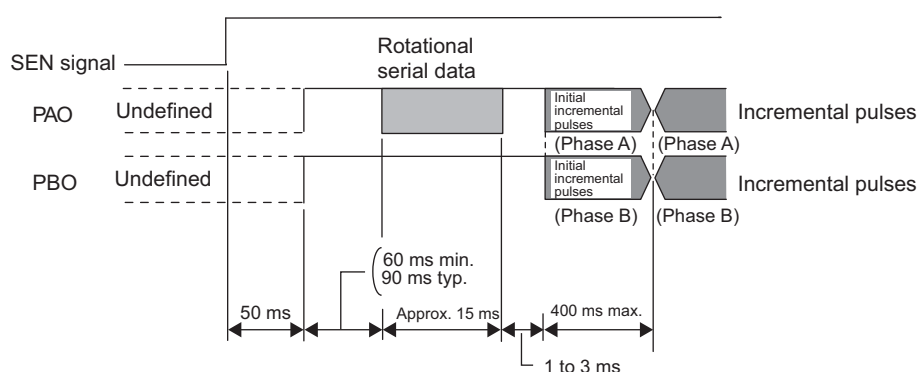 SEN signal
Rotational
serial data
PAO
Undefined
Initial
incremental
pulses
Incremental pulses
(Phase A)
(Phase A)
PBO
Undefined
Initial
incremental
pulses
Incremental pulses
(Phase B)
(Phase B)
60 ms min.
90 ms typ.
50 ms
Approx. 15 ms
400 ms max.
1 to 3 ms